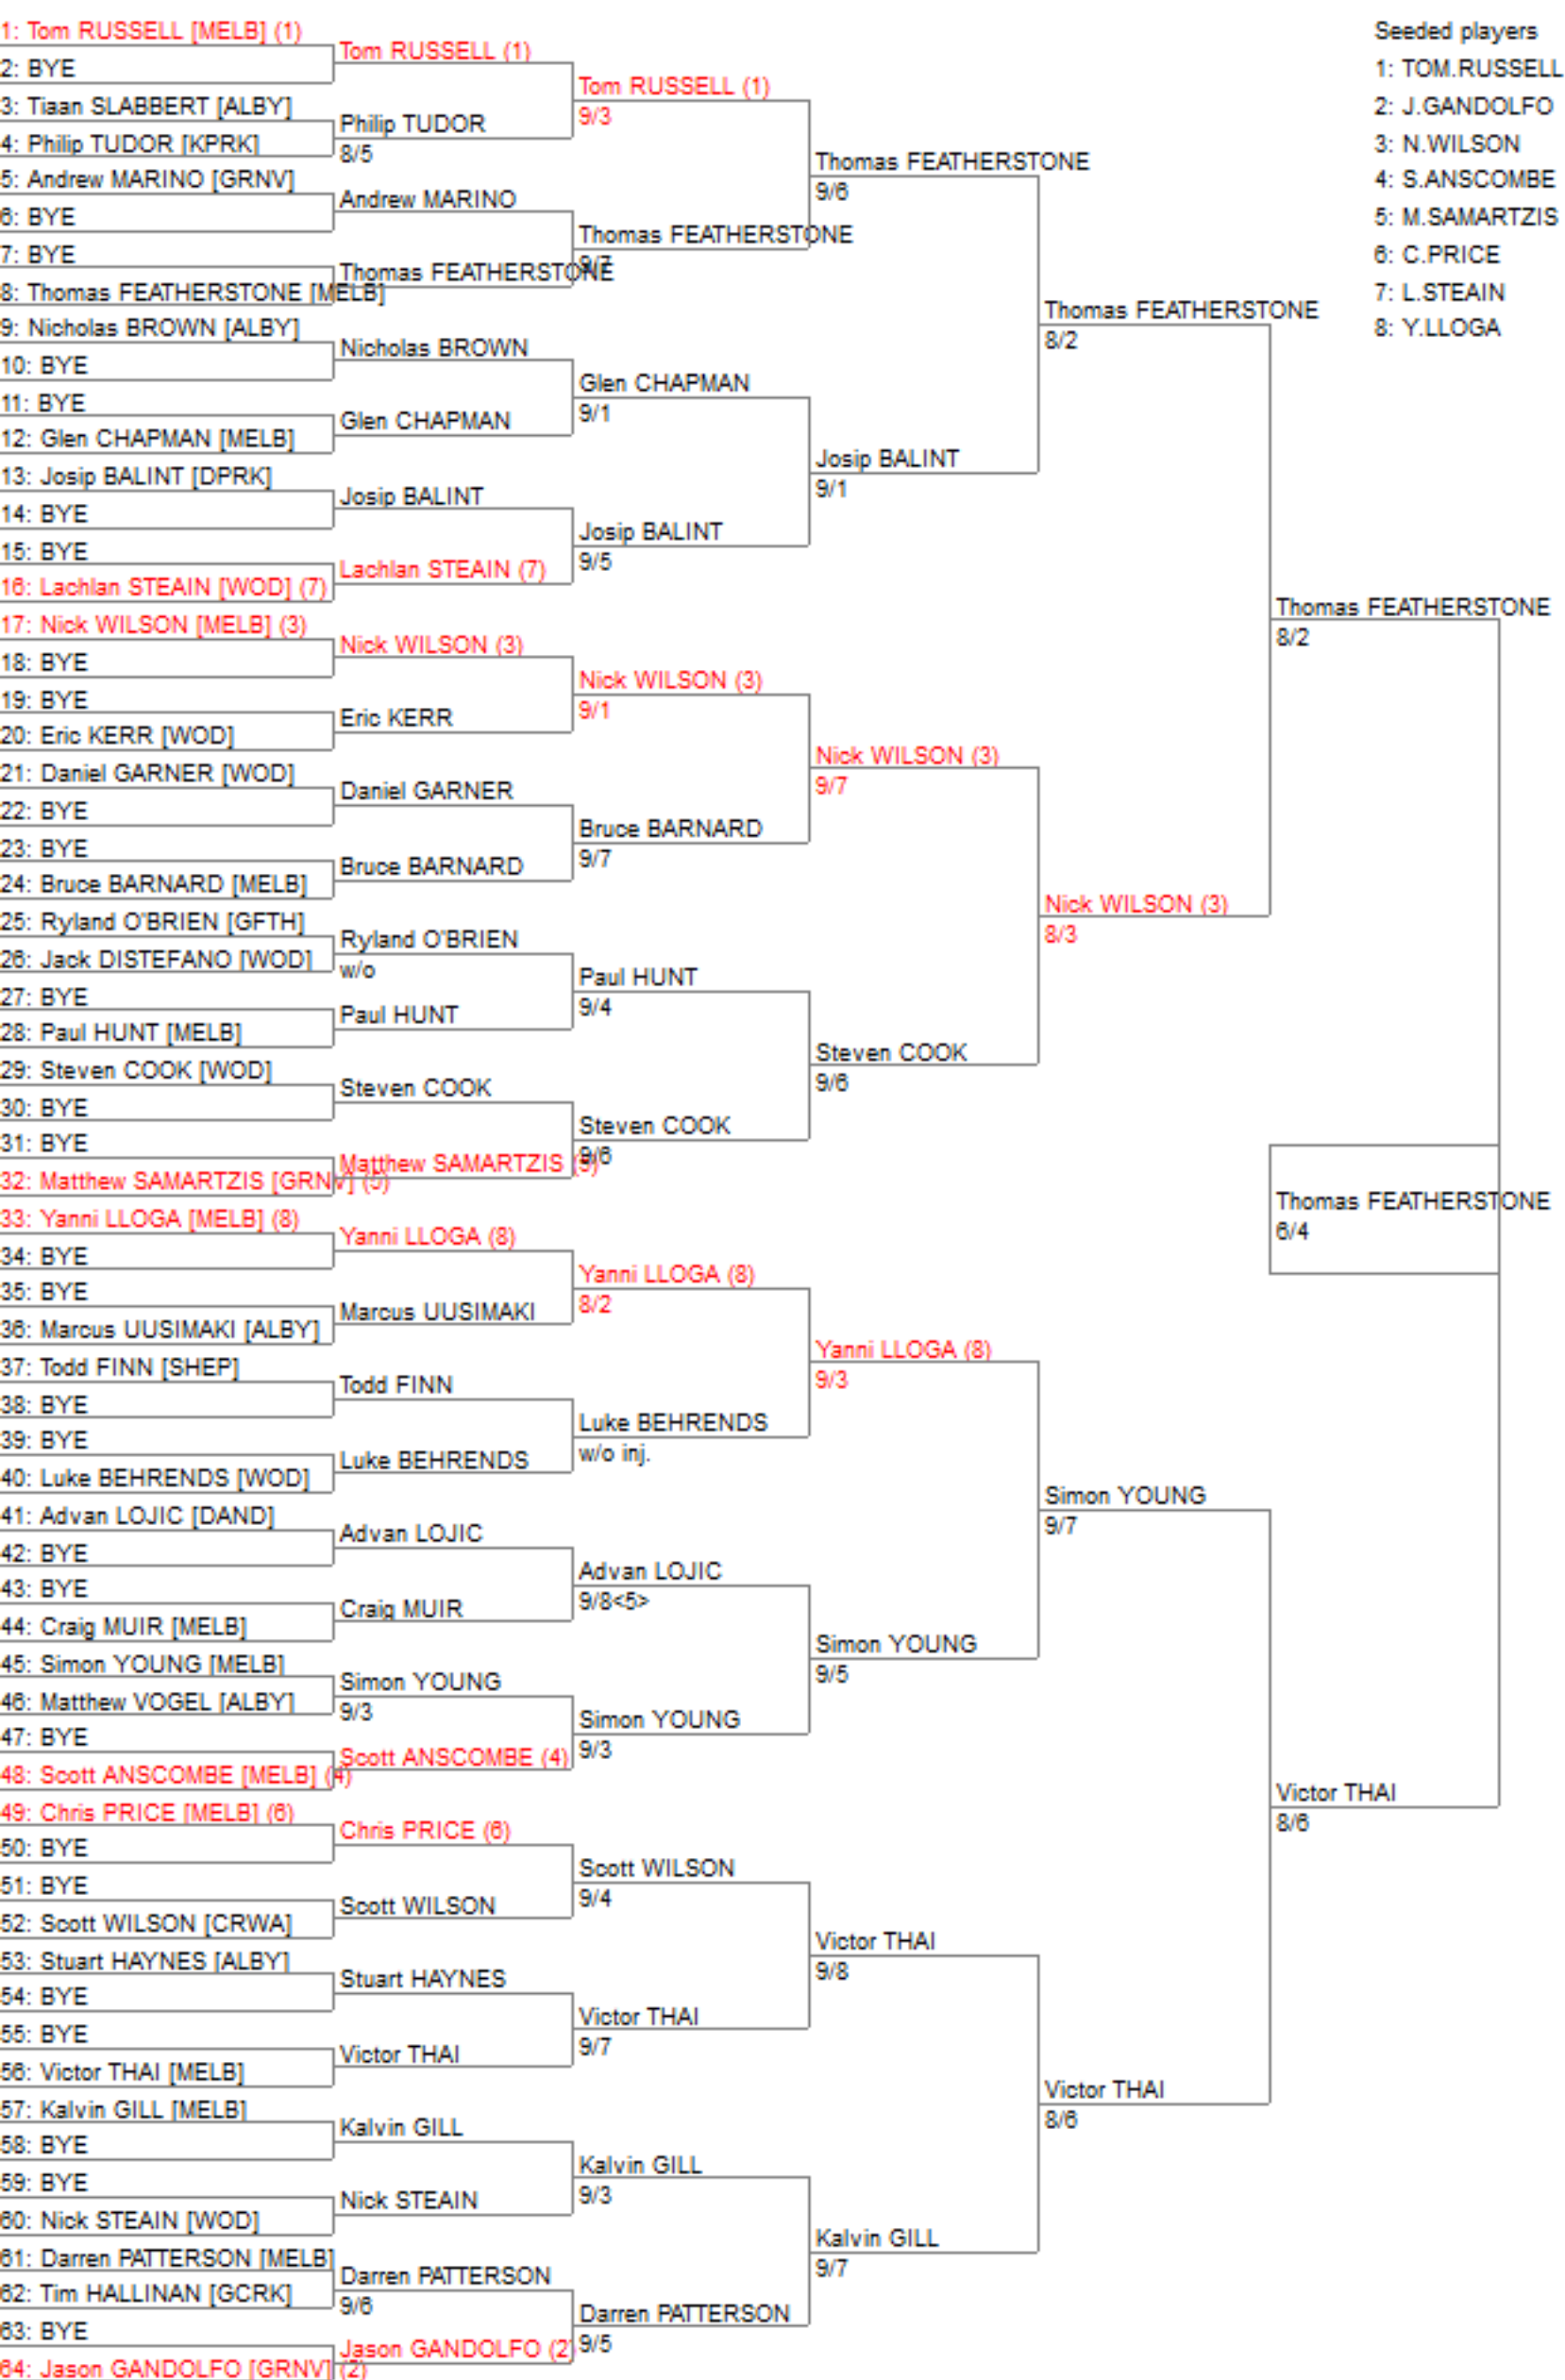 1: Tom RUSSELL [MELB] (1)
2: BYE
3: Tiaan SLABBERT [ALBY]
4: Philip TUDOR [KPRK]
5: Andrew MARINO [GRNV]
6: BYE
7: BYE
8: Thomas FEATHERSTONE [MELB]
9: Nicholas BROWN [ALBY]
10: BYE
11: BYE
12: Glen CHAPMAN [MELB]
13: Josip BALINT [DPRK]
14: BYE
15: BYE
16: Lachlan STEAIN [WOD] (7)
17: Nick WILSON [MELB] (3)
18: BYE
19: BYE
20: Eric KERR [WOD]
21: Daniel GARNER [WOD]
22: BYE
23: BYE
24: Bruce BARNARD [MELB]
25: Ryland O'BRIEN [GFTH]
26: Jack DISTEFANO [WOD]
27: BYE
28: Paul HUNT [MELB]
29: Steven COOK [WOD]
30: BYE
31: BYE
32: Matthew SAMARTZIS [GRNV] (5)
33: Yanni LLOGA [MELB] (8)
34: BYE
35: BYE
36: Marcus UUSIMAKI [ALBY]
37: Todd FINN [SHEP]
38: BYE
39: BYE
40: Luke BEHRENDS [WOD]
41: Advan LOJIC [DAND]
42: BYE
43: BYE
44: Craig MUIR [MELB]
45: Simon YOUNG [MELB]
46: Matthew VOGEL [ALBY]
47: BYE
48: Scott ANSCOMBE [MELB] (4)
49: Chris PRICE [MELB] (6)
50: BYE
51: BYE
52: Scott WILSON [CRWA]
53: Stuart HAYNES [ALBY]
54: BYE
55: BYE
56: Victor THAI [MELB]
57: Kalvin GILL [MELB]
58: BYE
59: BYE
60: Nick STEAIN [WOD]
61: Darren PATTERSON [MELB]
62: Tim HALLINAN [GCRK]
63: BYE
64: Jason GANDOLFO [GRNV] (2)
Tom RUSSELL (1)
Philip TUDOR
8/5
Andrew MARINO
Thomas FEATHERSTONE
Nicholas BROWN
Glen CHAPMAN
Josip BALINT
Lachlan STEAIN (7)
Nick WILSON (3)
Eric KERR
Daniel GARNER
Bruce BARNARD
Ryland O'BRIEN
w/o
Paul HUNT
Steven COOK
Matthew SAMARTZIS (5)
Yanni LLOGA (8)
Marcus UUSIMAKI
Todd FINN
Luke BEHRENDS
Advan LOJIC
Craig MUIR
Simon YOUNG
9/3
Scott ANSCOMBE (4)
Chris PRICE (6)
Scott WILSON
Stuart HAYNES
Victor THAI
Kalvin GILL
Nick STEAIN
Darren PATTERSON
9/6
Jason GANDOLFO (2)
Tom RUSSELL (1)
9/3
Thomas FEATHERSTONE
9/7
Glen CHAPMAN
9/1
Josip BALINT
9/5
Nick WILSON (3)
9/1
Bruce BARNARD
9/7
Paul HUNT
9/4
Steven COOK
9/6
Yanni LLOGA (8)
8/2
Luke BEHRENDS
w/o inj.
Advan LOJIC
9/8<5>
Simon YOUNG
9/3
Scott WILSON
9/4
Victor THAI
9/7
Kalvin GILL
9/3
Darren PATTERSON
9/5
Thomas FEATHERSTONE
9/6
Josip BALINT
9/1
Nick WILSON (3)
9/7
Steven COOK
9/6
Yanni LLOGA (8)
9/3
Simon YOUNG
9/5
Victor THAI
9/8
Kalvin GILL
9/7
Thomas FEATHERSTONE
8/2
Nick WILSON (3)
8/3
Simon YOUNG
9/7
Victor THAI
8/6
Thomas FEATHERSTONE
8/2
Victor THAI
8/6
Thomas FEATHERSTONE
6/4
Seeded players
1: TOM.RUSSELL
2: J.GANDOLFO
3: N.WILSON
4: S.ANSCOMBE
5: M.SAMARTZIS
6: C.PRICE
7: L.STEAIN
8: Y.LLOGA